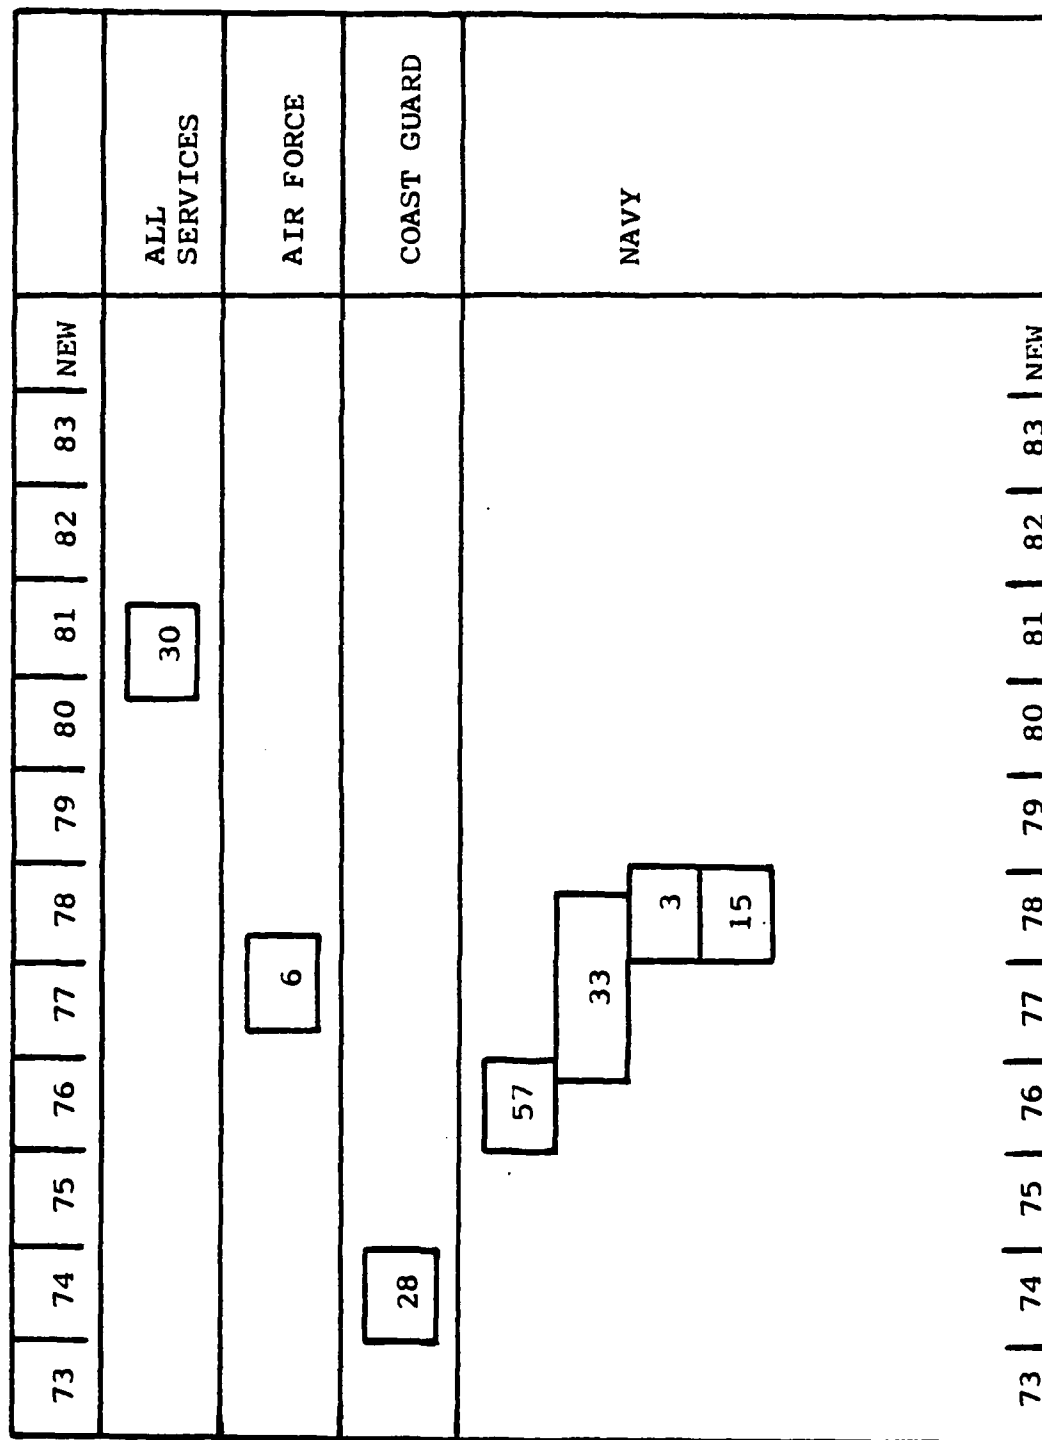 73 74 75 76 77 78 79 80 81 82 83 NEW
30
ALL
SERVICES
6
AIR FORCE
28
COAST GUARD
57
33
3
15
NAVY
73 74 75 76 77 78 79 80 81 82 83 NEW